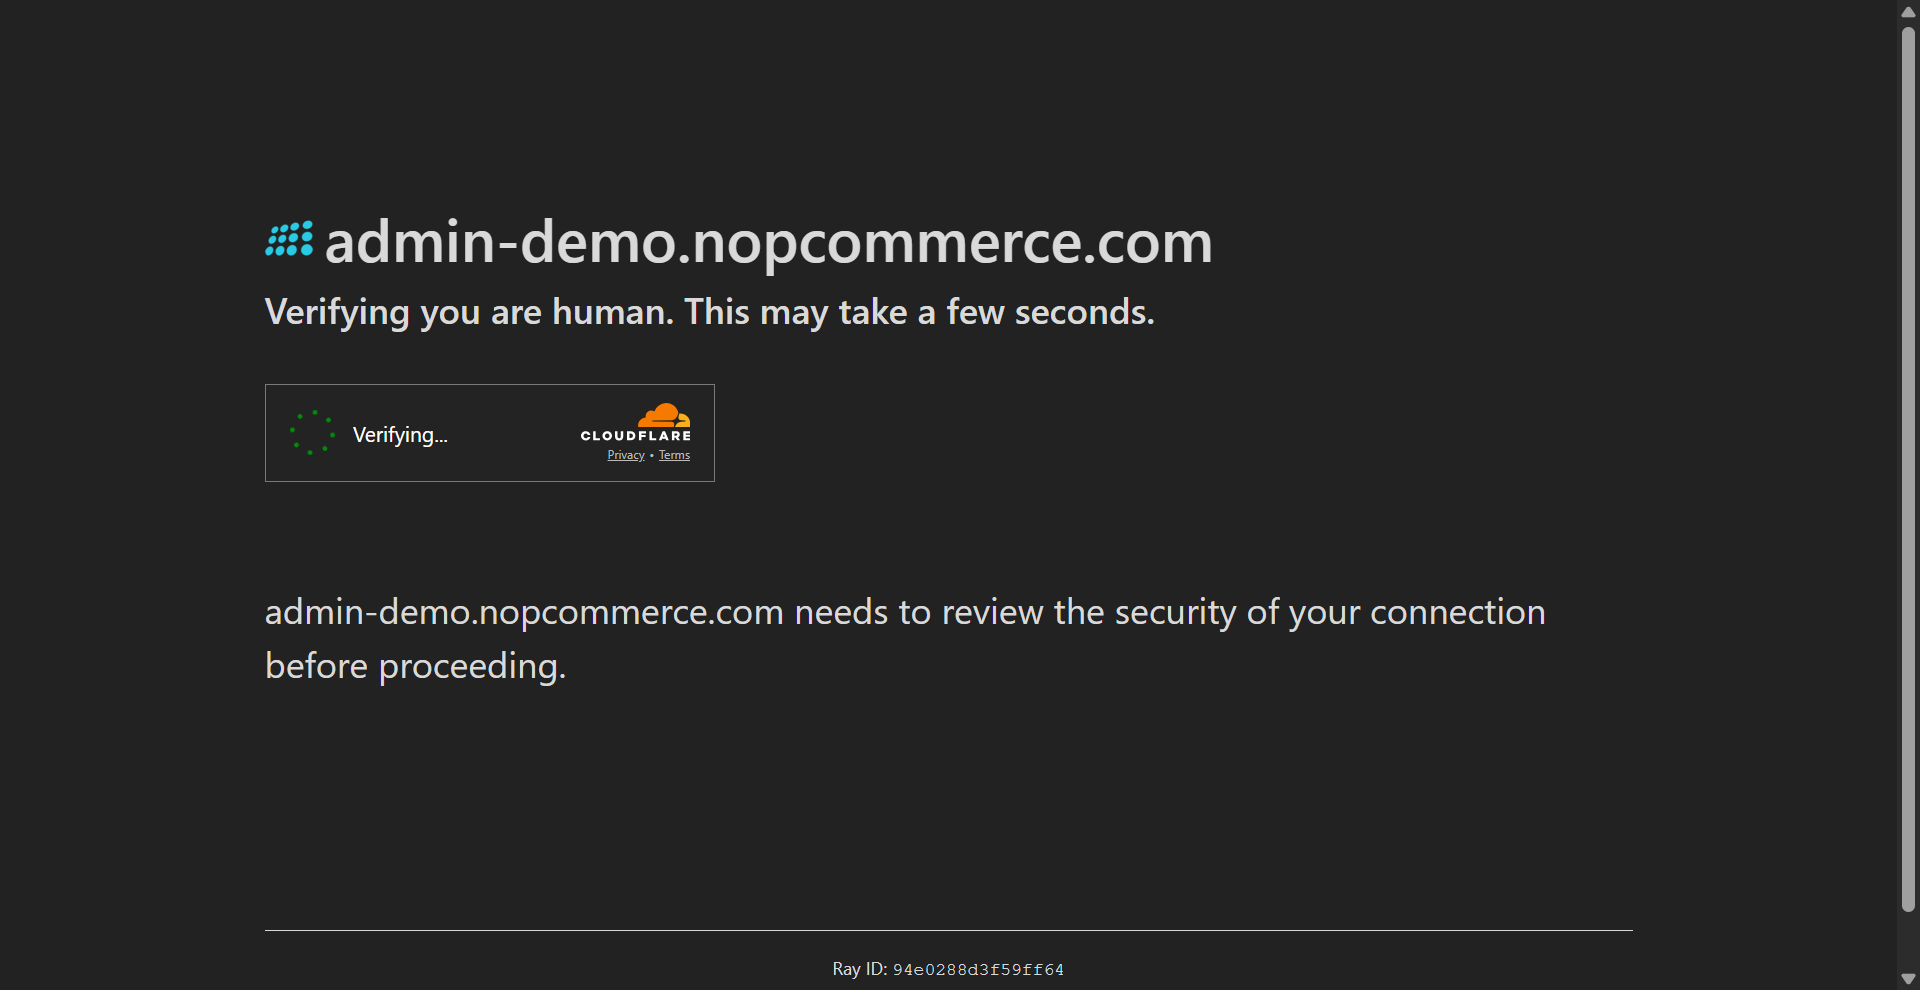 admin-demo.nopcommerce.com
Verifying you are human. This may take a few seconds.
Verifying...
CLOUDFLARE
Privacy • Terms
admin-demo.nopcommerce.com needs to review the security of your connection
before proceeding.
Ray ID: 94e0288d3f59ff64